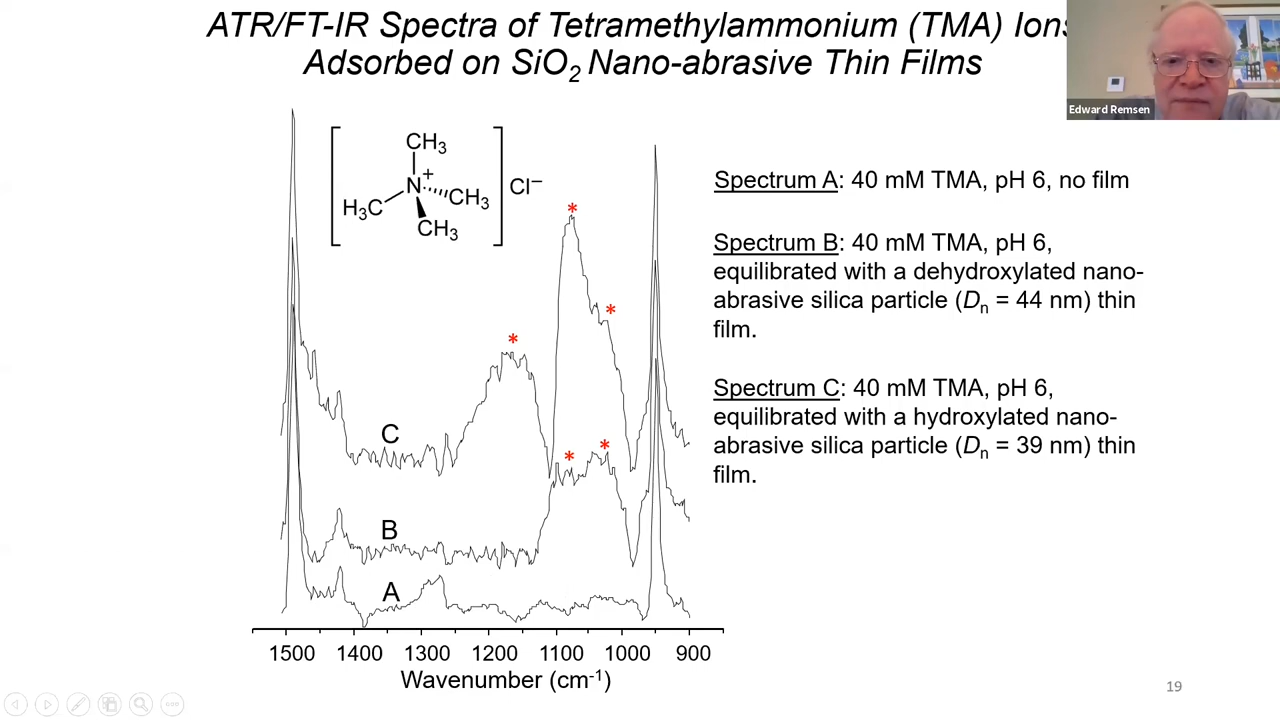 ATR/FT-IR Spectra of Tetramethylammonium (TMA) Ions
Adsorbed on SiO2 Nano-abrasive Thin Films
Edward Remsen
CH3
N+
CH3
H3C
CH3
Cl−
Spectrum A: 40 mM TMA, pH 6, no film
Spectrum B: 40 mM TMA, pH 6,
equilibrated with a dehydroxylated nano-
abrasive silica particle (Dn = 44 nm) thin
film.
Spectrum C: 40 mM TMA, pH 6,
equilibrated with a hydroxylated nano-
abrasive silica particle (Dn = 39 nm) thin
film.
*
*
*
C
*
*
B
A
1500 1400 1300 1200 1100 1000 900
Wavenumber (cm-1)
19